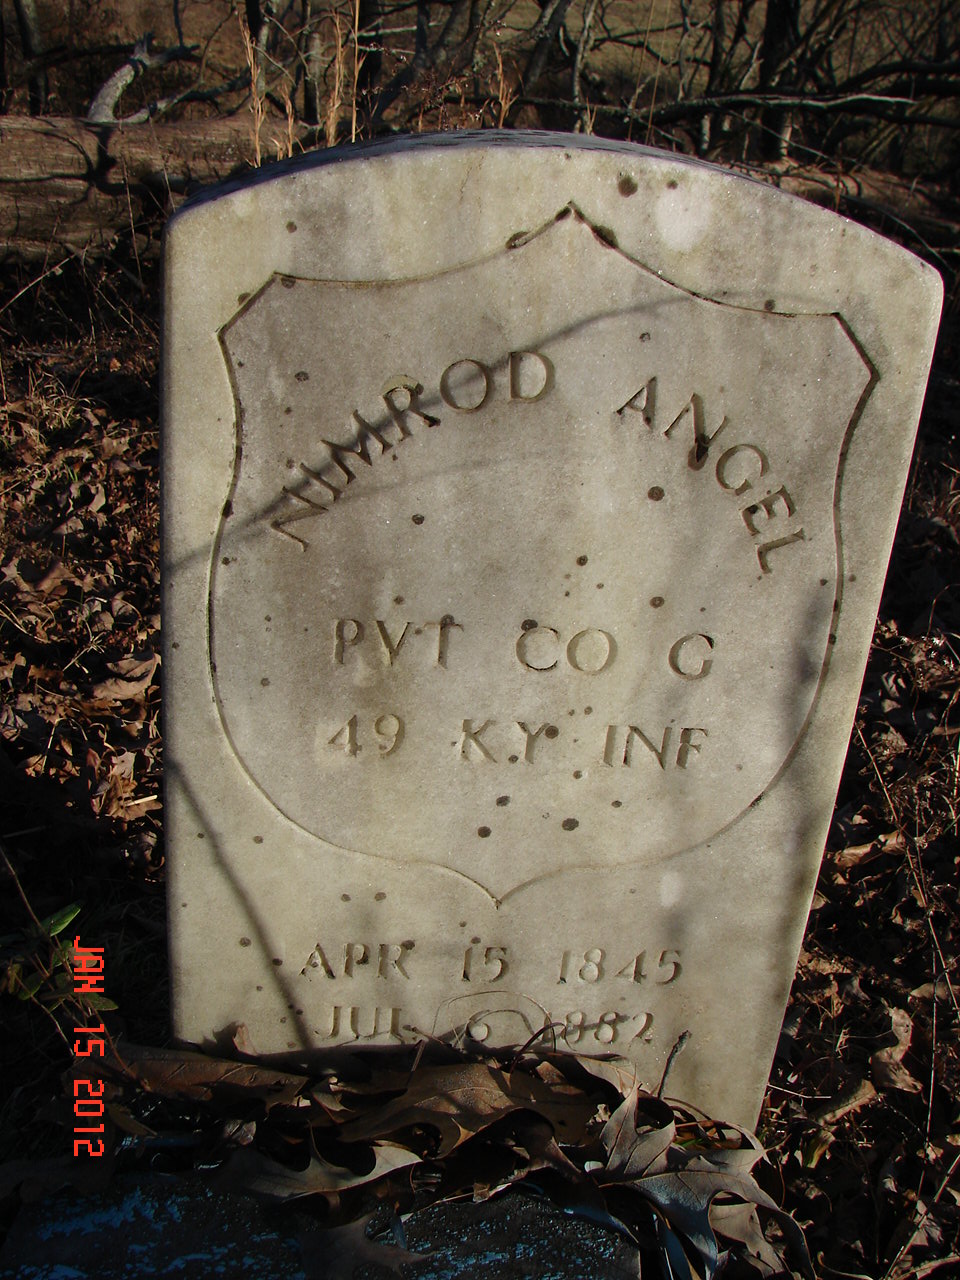 NIMROD ANGEL
PVT CO G
49 KY INF
APR 15 1845
JUL 6 1882
JAN 15 2012